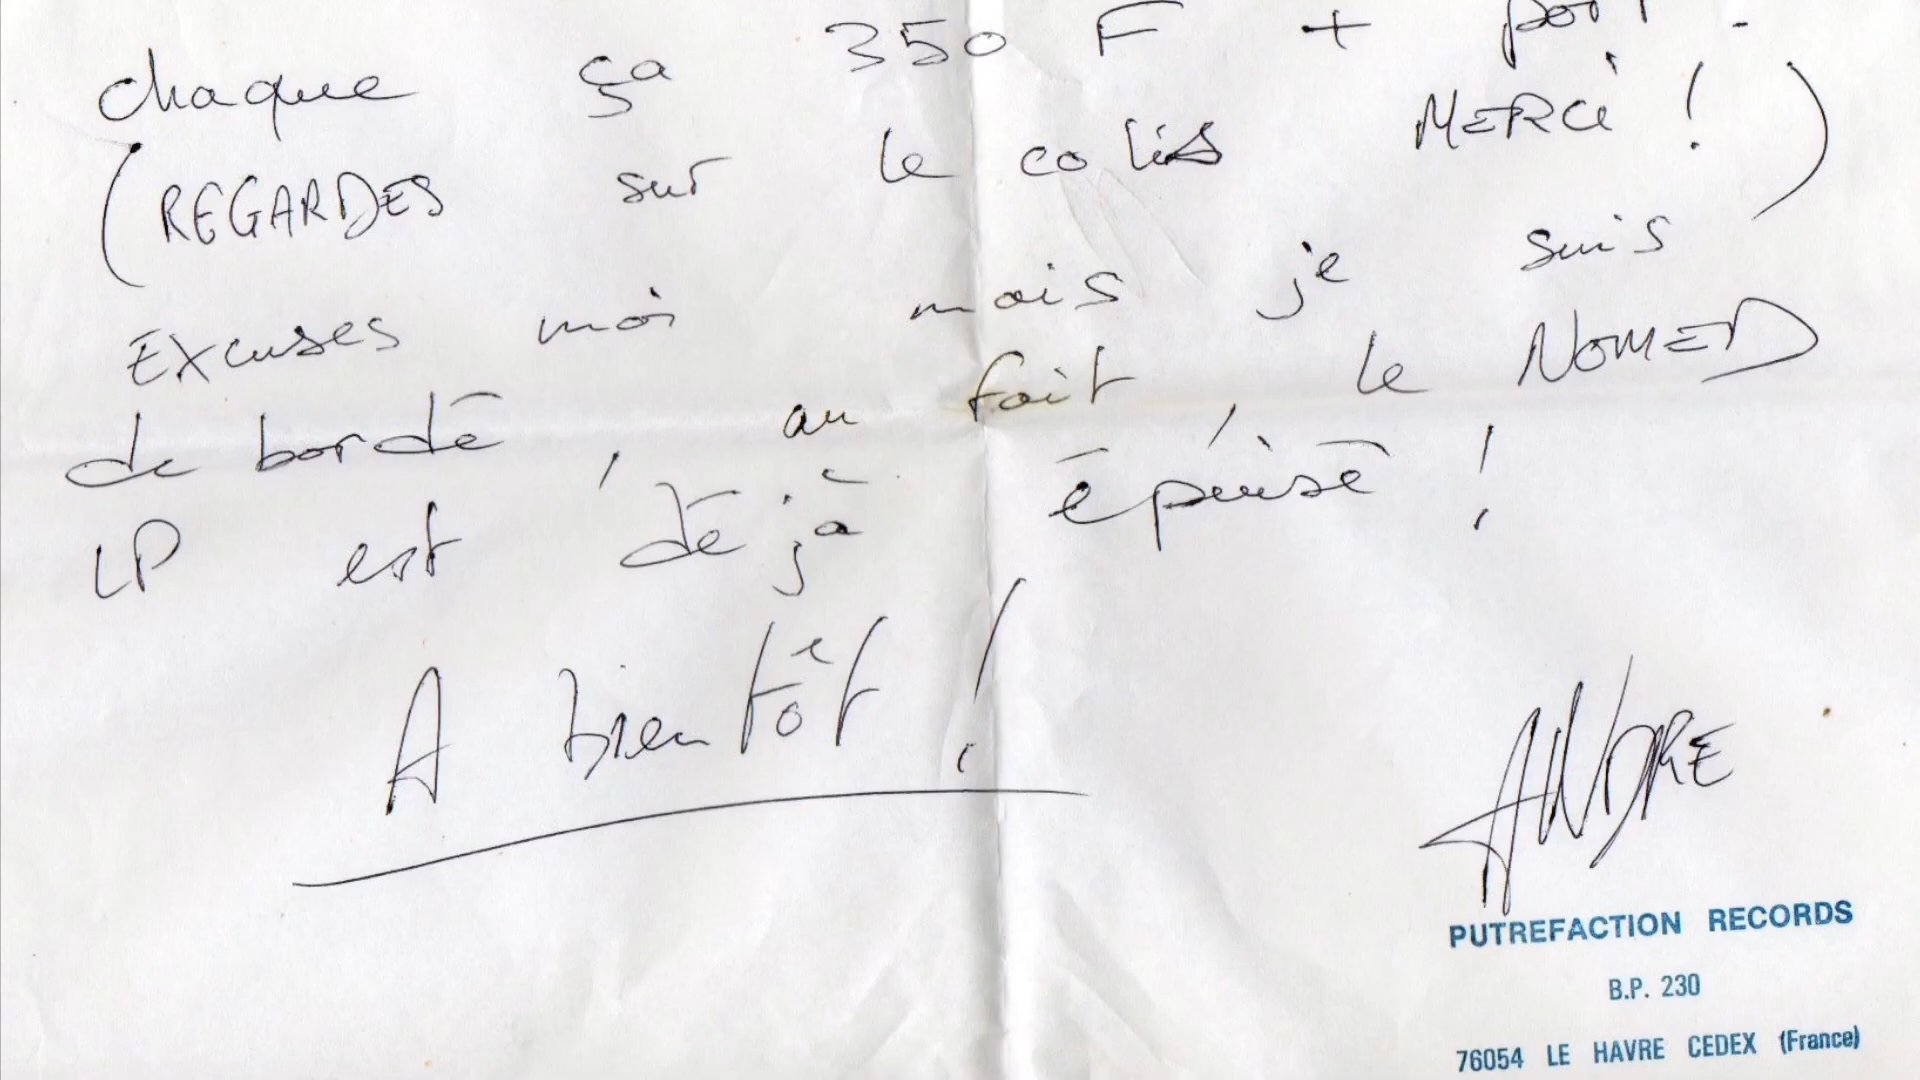 chaque ça 350 F + port.
(REGARDES sur le colis MERCi !)
Excuses moi mais je suis
débordé, au fait, le NOMED
LP est déjà épuisé !
A bientôt !
ANDRE
PUTREFACTION RECORDS
B.P. 230
76054 LE HAVRE CEDEX (France)